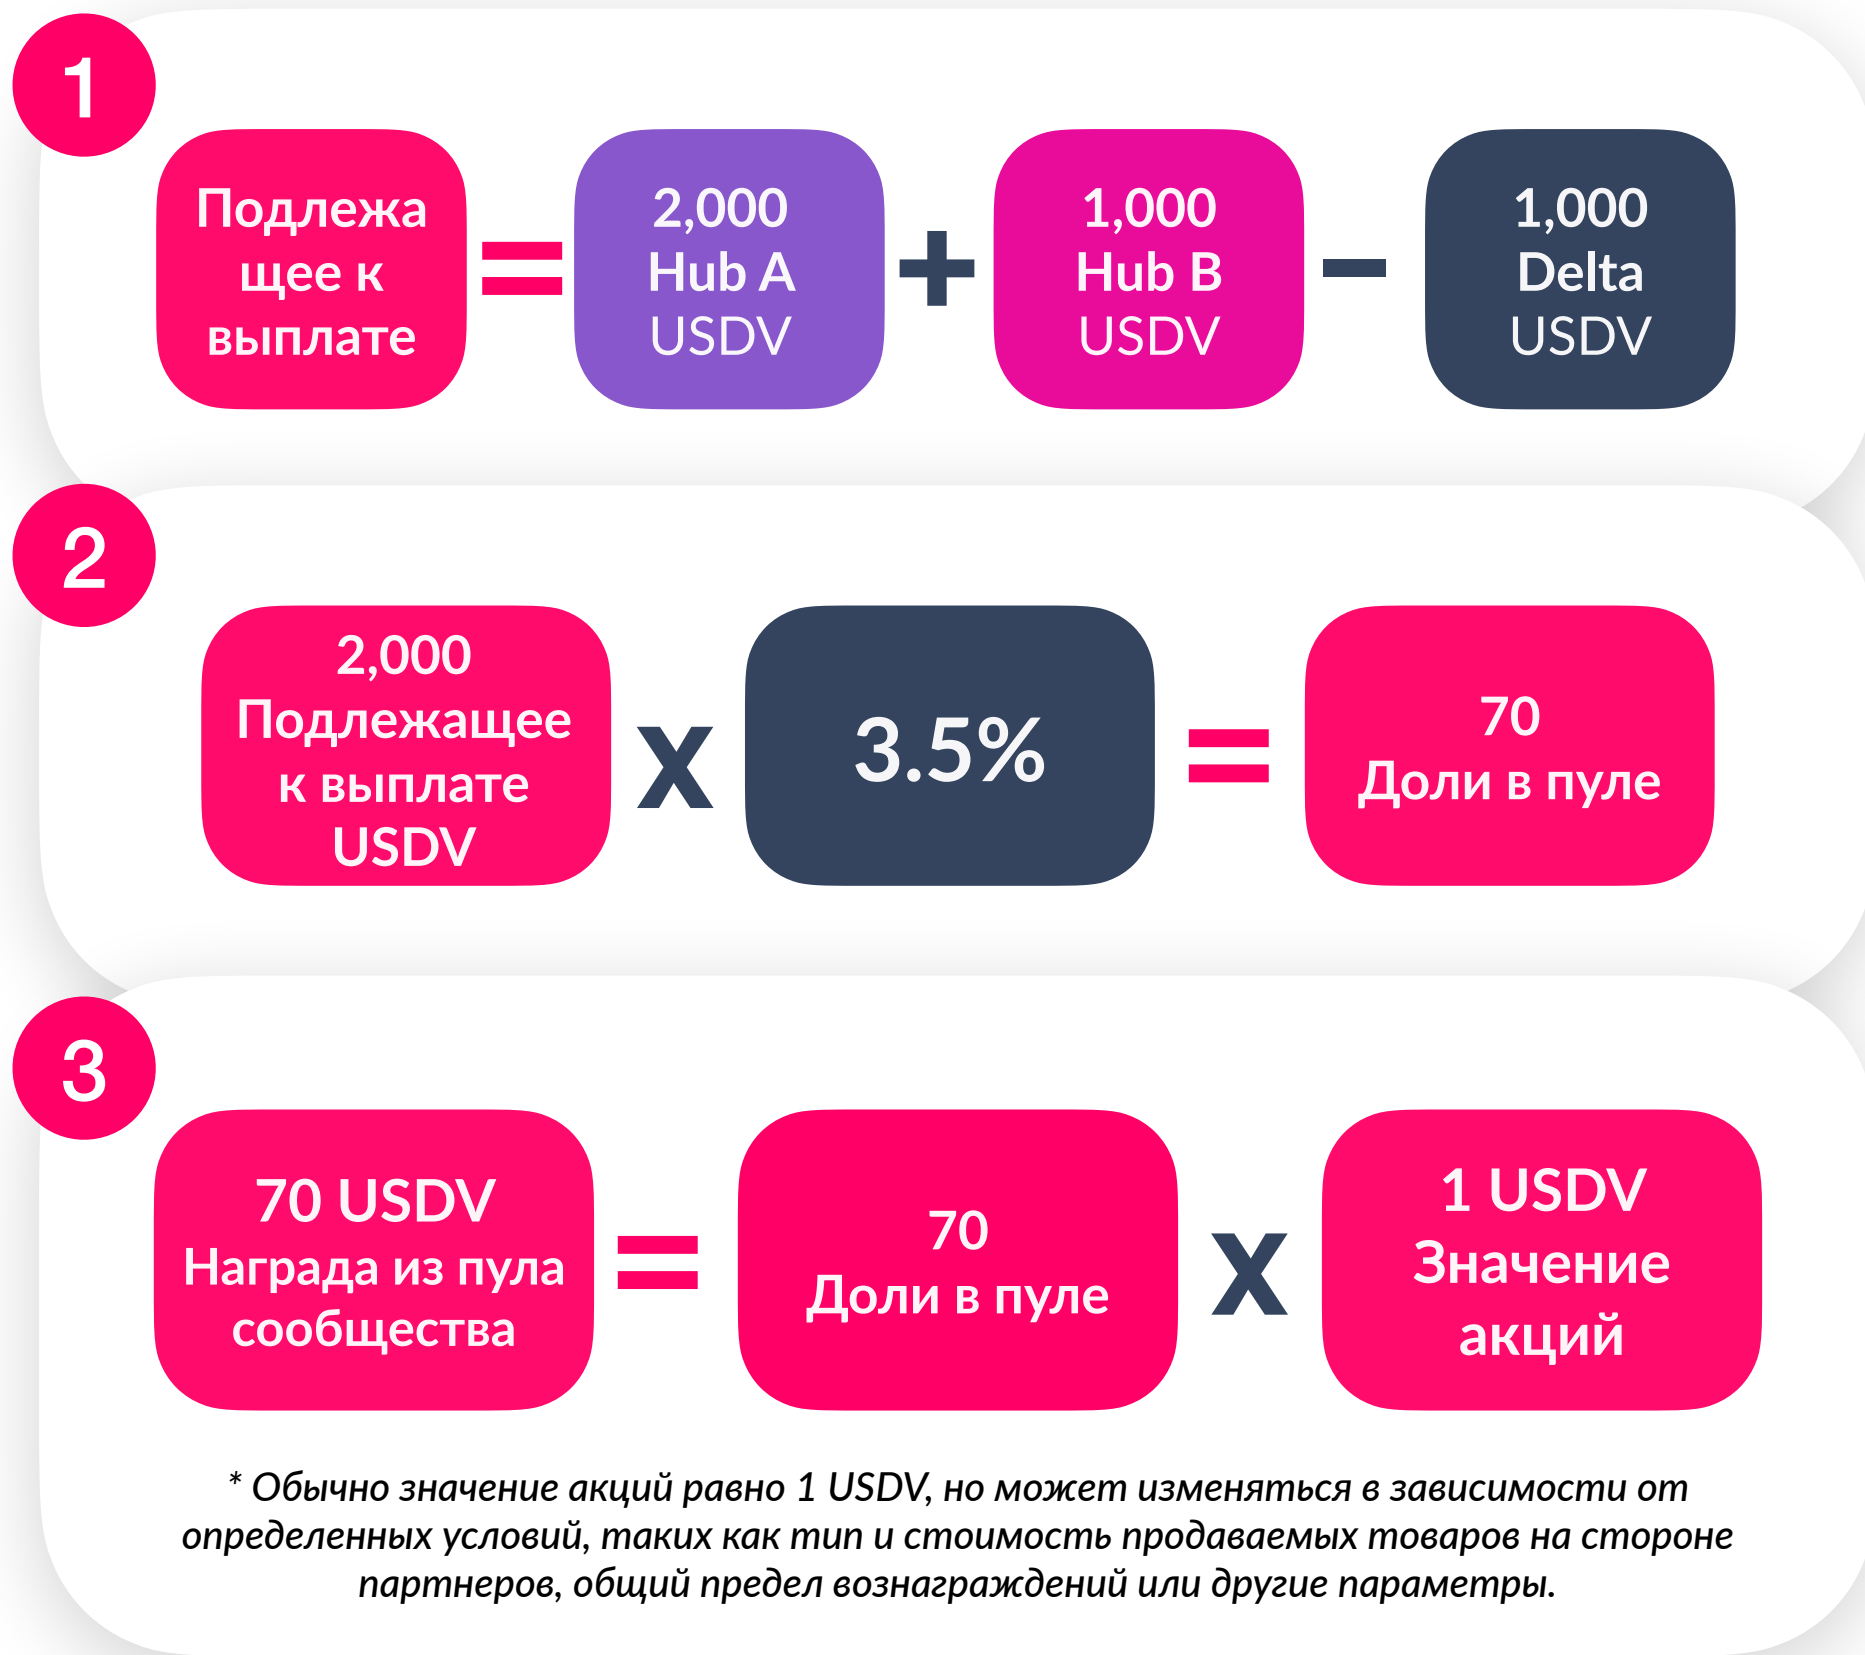 1
Подлежа
щее к
выплате
=
2,000
Hub A
USDV
+
1,000
Hub B
USDV
-
1,000
Delta
USDV
2
2,000
Подлежащее
к выплате
USDV
x
3.5%
=
70
Доли в пуле
3
70 USDV
Награда из пула
сообщества
=
70
Доли в пуле
x
1 USDV
Значение
акций
* Обычно значение акций равно 1 USDV, но может изменяться в зависимости от
определенных условий, таких как тип и стоимость продаваемых товаров на стороне
партнеров, общий предел вознаграждений или другие параметры.